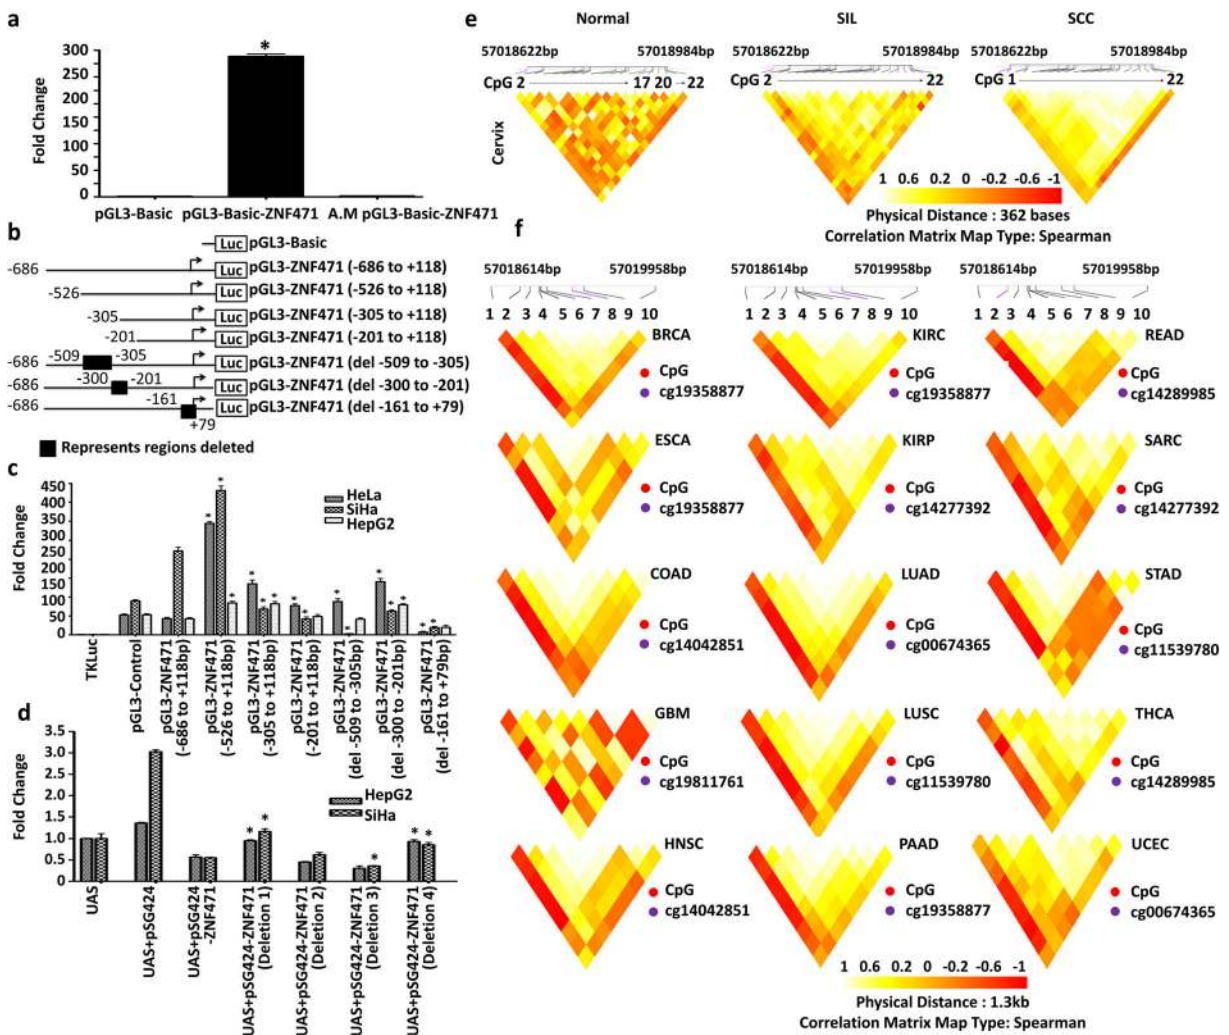 a
Fold Change
300
250
300
150
100
50
0
*
pGL3-Basic
pGL3-Basic-ZNF471
A.M pGL3-Basic-ZNF471
b
Luc pGL3-Basic
-686 Luc pGL3-ZNF471 (-686 to +118)
-526 Luc pGL3-ZNF471 (-526 to +118)
-305 Luc pGL3-ZNF471 (-305 to +118)
-201 Luc pGL3-ZNF471 (-201 to +118)
-686 -509 -305 Luc pGL3-ZNF471 (del -509 to -305)
-686 -300 -201 Luc pGL3-ZNF471 (del -300 to -201)
-686 -161 +79 Luc pGL3-ZNF471 (del -161 to +79)
Represents regions deleted
c
Fold Change
450
400
350
300
350
200
150
100
50
HeLa
SiHa
HepG2
* * * * * * * * * * * * * * * * *
TKLuc
pGL3-Control
pGL3-ZNF471
(-686 to +118bp)
pGL3-ZNF471
(-526 to +118bp)
pGL3-ZNF471
(-305 to +118bp)
pGL3-ZNF471
(-201 to +118bp)
pGL3-ZNF471
(del -509 to -305bp)
pGL3-ZNF471
(del -300 to -201bp)
pGL3-ZNF471
(del -161 to +79bp)
d
Fold Change
3.5
3.0
2.5
2.0
1.5
1.0
0.5
0
HepG2
SiHa
* * * * *
UAS
UAS+pSG424
UAS+pSG424
-ZNF471
UAS+pSG424-ZNF471
(Deletion 1)
UAS+pSG424-ZNF471
(Deletion 2)
UAS+pSG424-ZNF471
(Deletion 3)
UAS+pSG424-ZNF471
(Deletion 4)
e
Normal SIL SCC
57018622bp 57018984bp
57018622bp 57018984bp
57018622bp 57018984bp
CpG 2 17 20 22
CpG 2 22
CpG 1 22
Cervix
1 0.6 0 -0.6 -1
Physical Distance : 362 bases
Correlation Matrix Map Type: Spearman
f
57018614bp 57019958bp
57018614bp 57019958bp
57018614bp 57019958bp
1 2 3 4 5 6 7 8 9 10
1 2 3 4 5 6 7 8 9 10
1 2 3 4 5 6 7 8 9 10
BRCA
CpG
cg19358877
KIRC
CpG
cg19358877
READ
CpG
cg14289985
ESCA
CpG
cg19358877
KIRP
CpG
cg14277392
SARC
CpG
cg14277392
COAD
CpG
cg14042851
LUAD
CpG
cg00674365
STAD
CpG
cg11539780
GBM
CpG
cg19811761
LUSC
CpG
cg11539780
THCA
CpG
cg14289985
HNSC
CpG
cg14042851
PAAD
CpG
cg19358877
UCEC
CpG
cg00674365
1 0.6 0 -0.6 -1
Physical Distance : 1.3kb
Correlation Matrix Map Type: Spearman